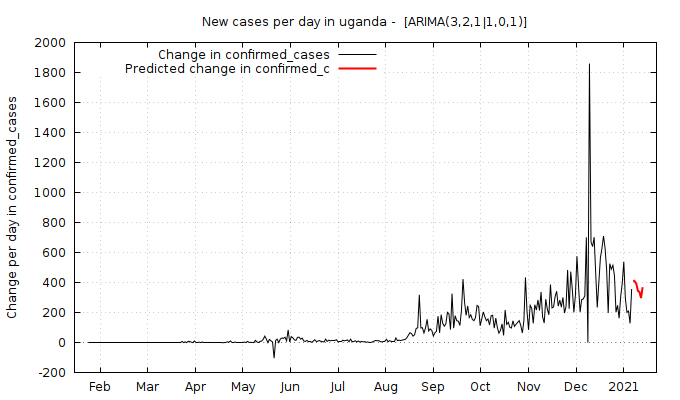 New cases per day in uganda -  [ARIMA(3,2,1|1,0,1)]
Change in confirmed_cases
Predicted change in confirmed_c
Change per day in confirmed_cases
2000
1800
1600
1400
1200
1000
800
600
400
200
0
-200
Feb Mar Apr May Jun Jul Aug Sep Oct Nov Dec 2021